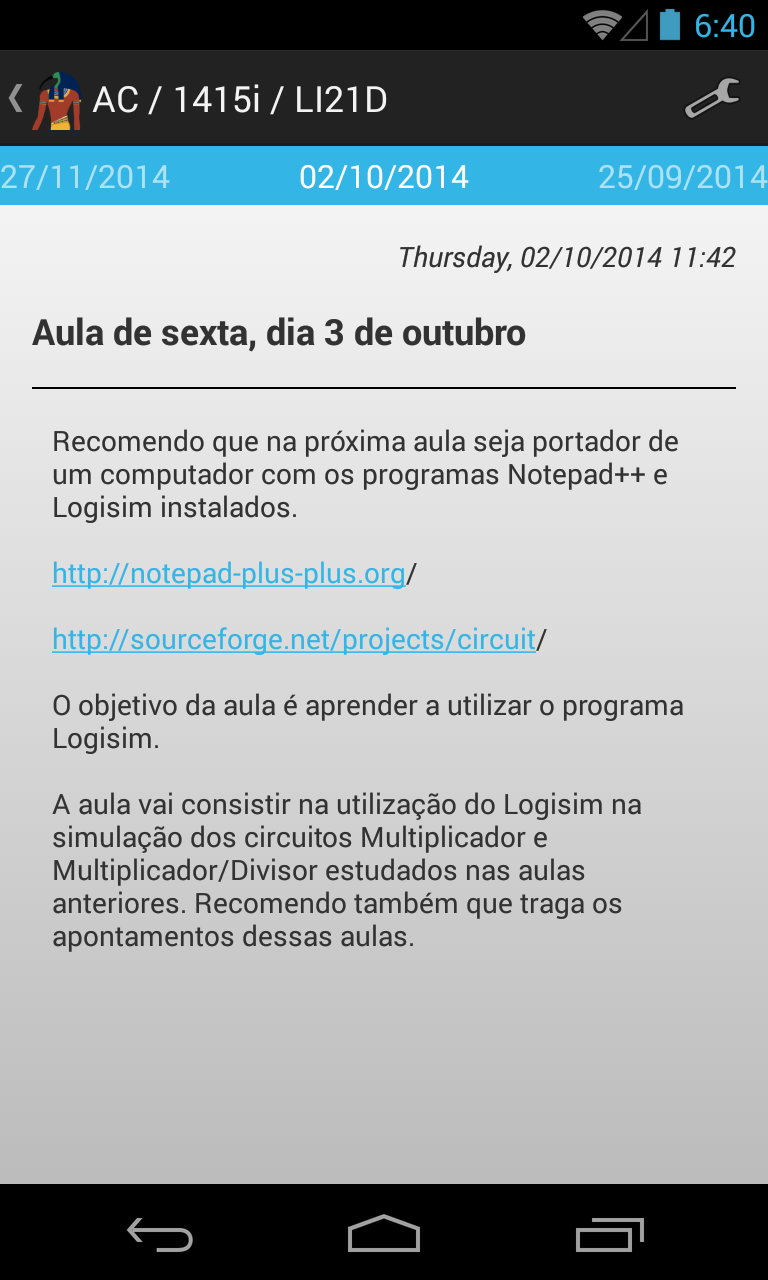 6:40
AC / 1415i / LI21D
27/11/2014 02/10/2014 25/09/2014
Thursday, 02/10/2014 11:42
Aula de sexta, dia 3 de outubro
Recomendo que na próxima aula seja portador de
um computador com os programas Notepad++ e
Logisim instalados.
http://notepad-plus-plus.org/
http://sourceforge.net/projects/circuit/
O objetivo da aula é aprender a utilizar o programa
Logisim.
A aula vai consistir na utilização do Logisim na
simulação dos circuitos Multiplicador e
Multiplicador/Divisor estudados nas aulas
anteriores. Recomendo também que traga os
apontamentos dessas aulas.